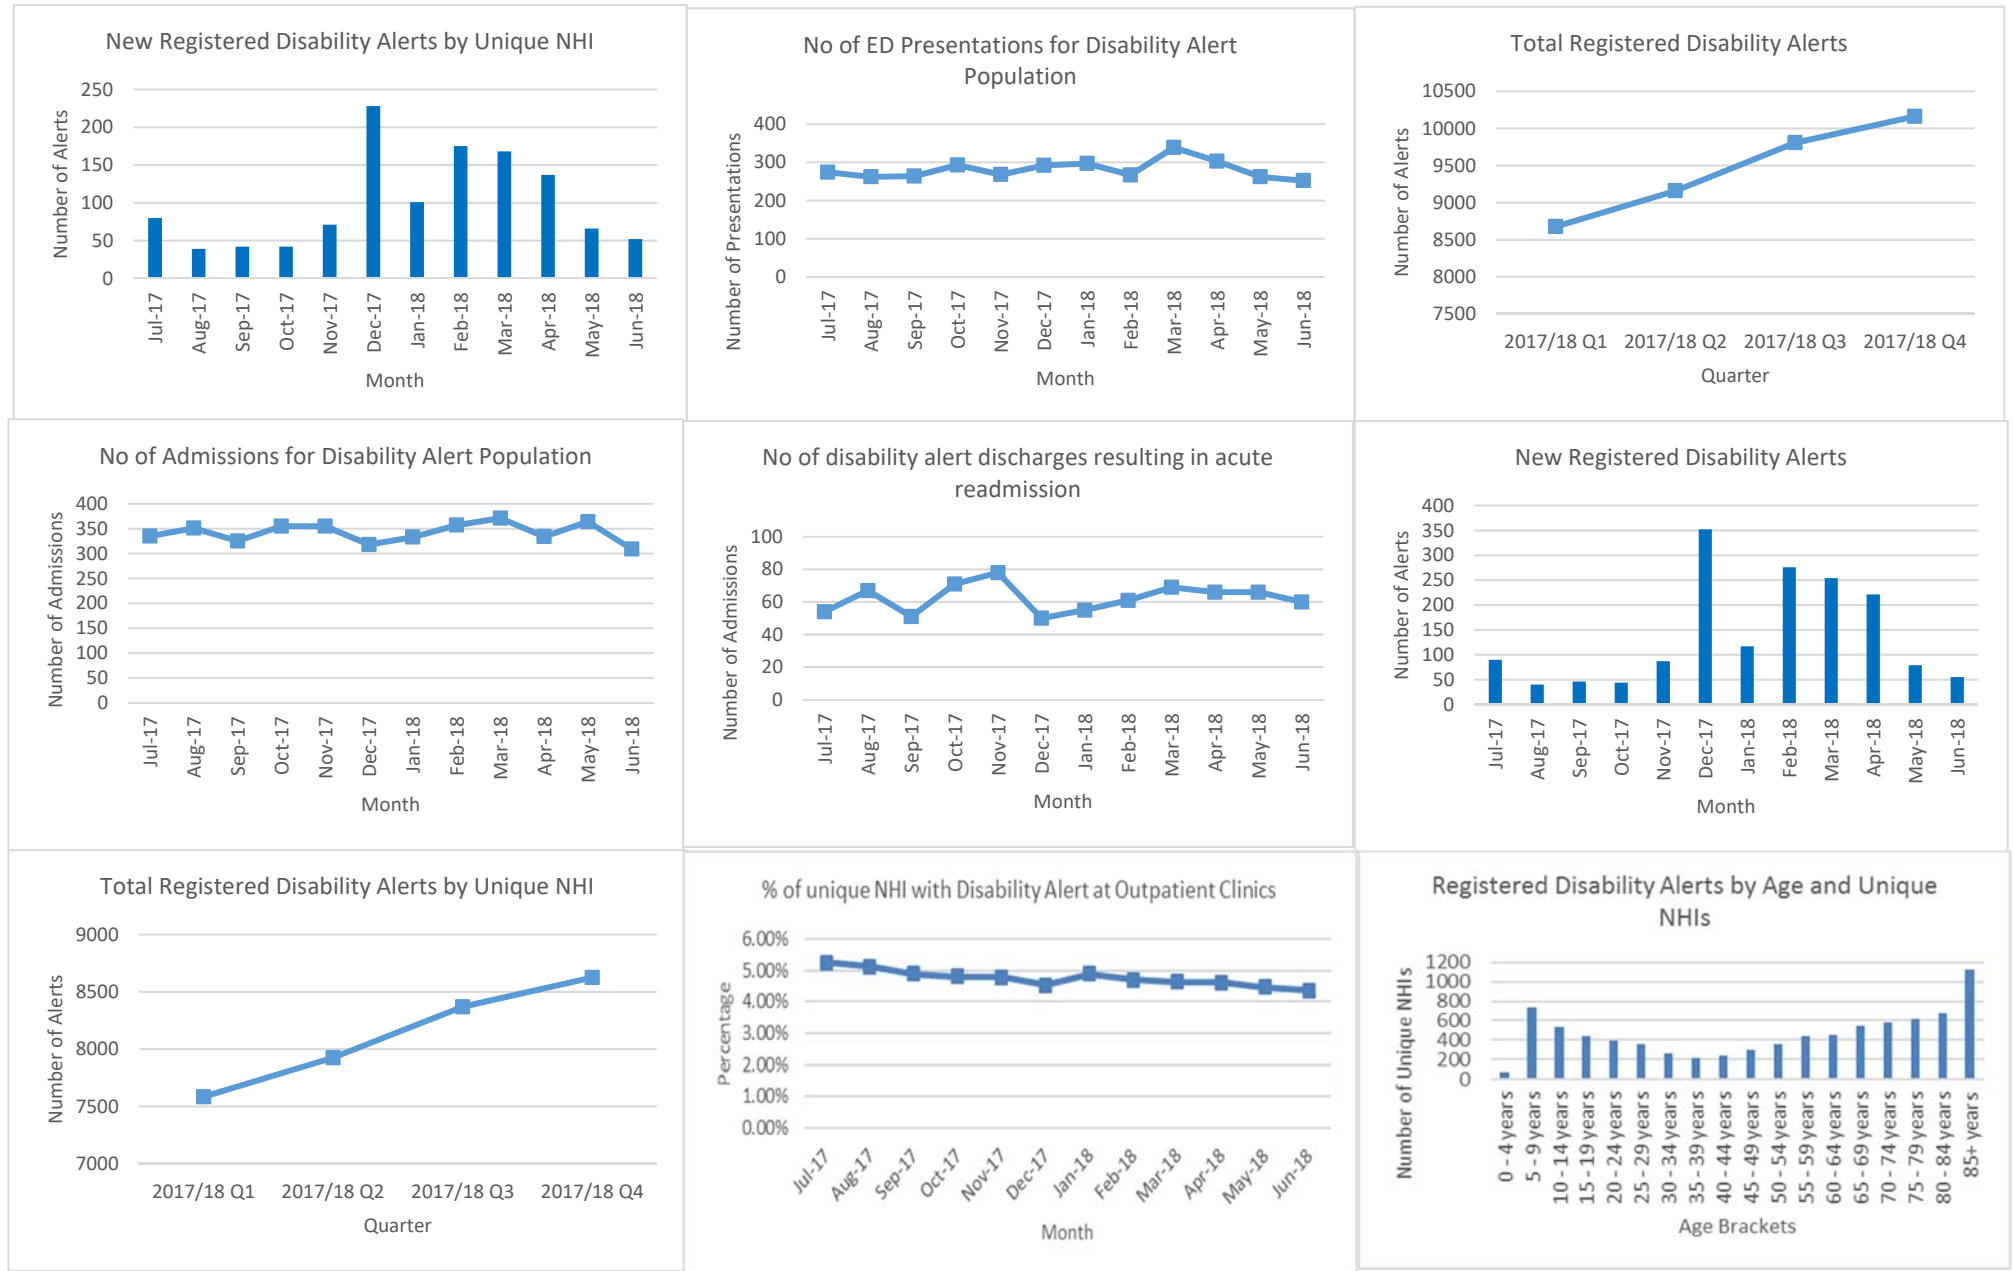 New Registered Disability Alerts by Unique NHI
Number of Alerts
250
200
150
100
50
0
Jul-17
Aug-17
Sep-17
Oct-17
Nov-17
Dec-17
Jan-18
Feb-18
Mar-18
Apr-18
May-18
Jun-18
Month
No of ED Presentations for Disability Alert
Population
Number of Presentations
400
300
200
100
0
Jul-17
Aug-17
Sep-17
Oct-17
Nov-17
Dec-17
Jan-18
Feb-18
Mar-18
Apr-18
May-18
Jun-18
Month
Total Registered Disability Alerts
Number of Alerts
10500
10000
9500
9000
8500
8000
7500
2017/18 Q1 2017/18 Q2 2017/18 Q3 2017/18 Q4
Quarter
No of Admissions for Disability Alert Population
Number of Admissions
400
350
300
250
200
150
100
50
0
Jul-17
Aug-17
Sep-17
Oct-17
Nov-17
Dec-17
Jan-18
Feb-18
Mar-18
Apr-18
May-18
Jun-18
Month
No of disability alert discharges resulting in acute
readmission
Number of Admissions
100
80
60
40
20
0
Jul-17
Aug-17
Sep-17
Oct-17
Nov-17
Dec-17
Jan-18
Feb-18
Mar-18
Apr-18
May-18
Jun-18
Month
New Registered Disability Alerts
Number of Alerts
400
350
300
250
200
150
100
50
0
Jul-17
Aug-17
Sep-17
Oct-17
Nov-17
Dec-17
Jan-18
Feb-18
Mar-18
Apr-18
May-18
Jun-18
Month
Total Registered Disability Alerts by Unique NHI
Number of Alerts
9000
8500
8000
7500
7000
2017/18 Q1 2017/18 Q2 2017/18 Q3 2017/18 Q4
Quarter
% of unique NHI with Disability Alert at Outpatient Clinics
Percentage
6.00%
5.00%
4.00%
3.00%
2.00%
1.00%
0.00%
Jul-17
Aug-17
Sep-17
Oct-17
Nov-17
Dec-17
Jan-18
Feb-18
Mar-18
Apr-18
May-18
Jun-18
Month
Registered Disability Alerts by Age and Unique
NHIs
Number of Unique NHIs
1200
1000
800
600
400
200
0
0 - 4 years
5 - 9 years
10 - 14 years
15 - 19 years
20 - 24 years
25 - 29 years
30 - 34 years
35 - 39 years
40 - 44 years
45 - 49 years
50 - 54 years
55 - 59 years
60 - 64 years
65 - 69 years
70 - 74 years
75 - 79 years
80 - 84 years
85+ years
Age Brackets